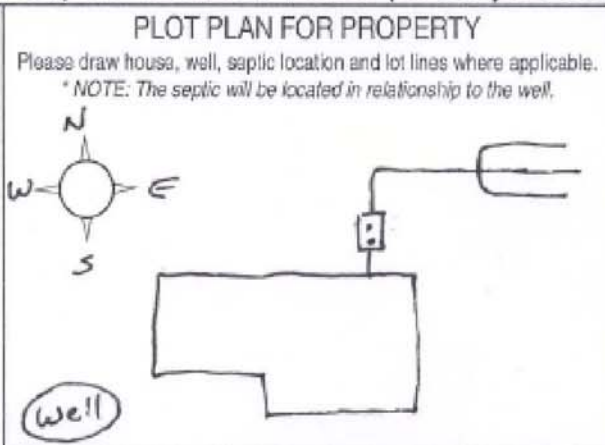 PLOT PLAN FOR PROPERTY
Please draw house, well, septic location and lot lines where applicable.
* NOTE: The septic will be located in relationship to the well.
N
W E
S
Well